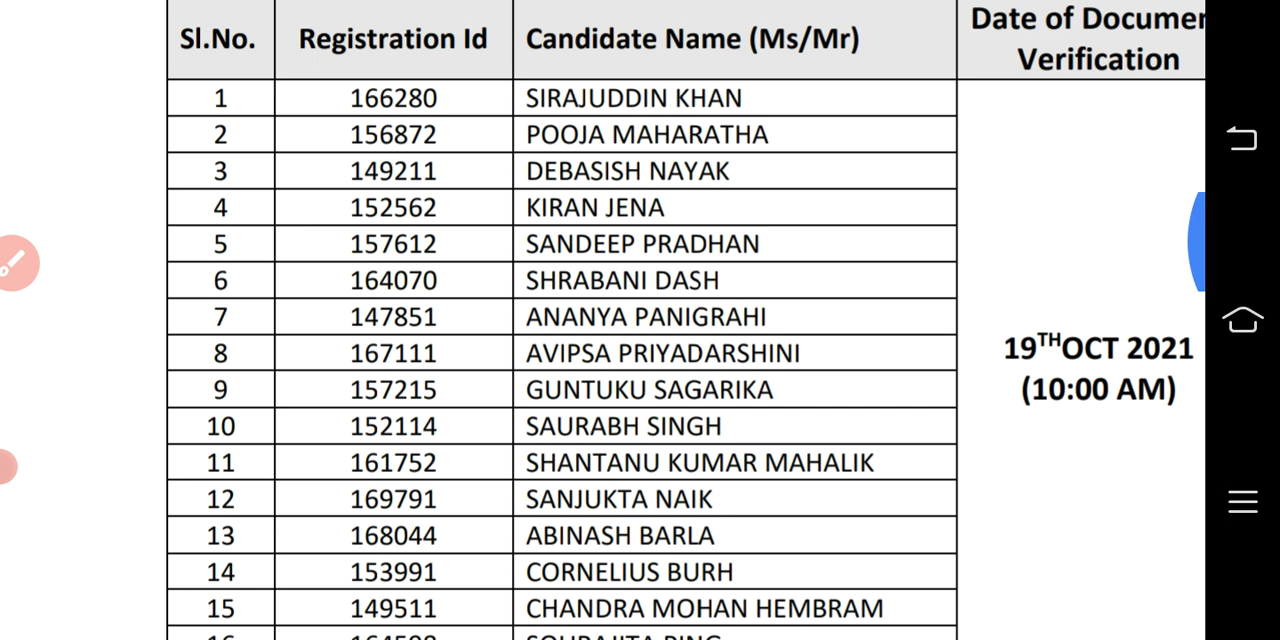 Sl.No. Registration Id Candidate Name (Ms/Mr) Date of
Verification
1 166280 SIRAJUDDIN KHAN
2 156872 POOJA MAHARATHA
3 149211 DEBASISH NAYAK
4 152562 KIRAN JENA
5 157612 SANDEEP PRADHAN
6 164070 SHRABANI DASH
7 147851 ANANYA PANIGRAHI
8 167111 AVIPSA PRIYADARSHINI
9 157215 GUNTUKU SAGARIKA
10 152114 SAURABH SINGH
11 161752 SHANTANU KUMAR MAHALIK
12 169791 SANJUKTA NAIK
13 168044 ABINASH BARLA
14 153991 CORNELIUS BURH
15 149511 CHANDRA MOHAN HEMBRAM
19THOCT 2021
(10:00 AM)